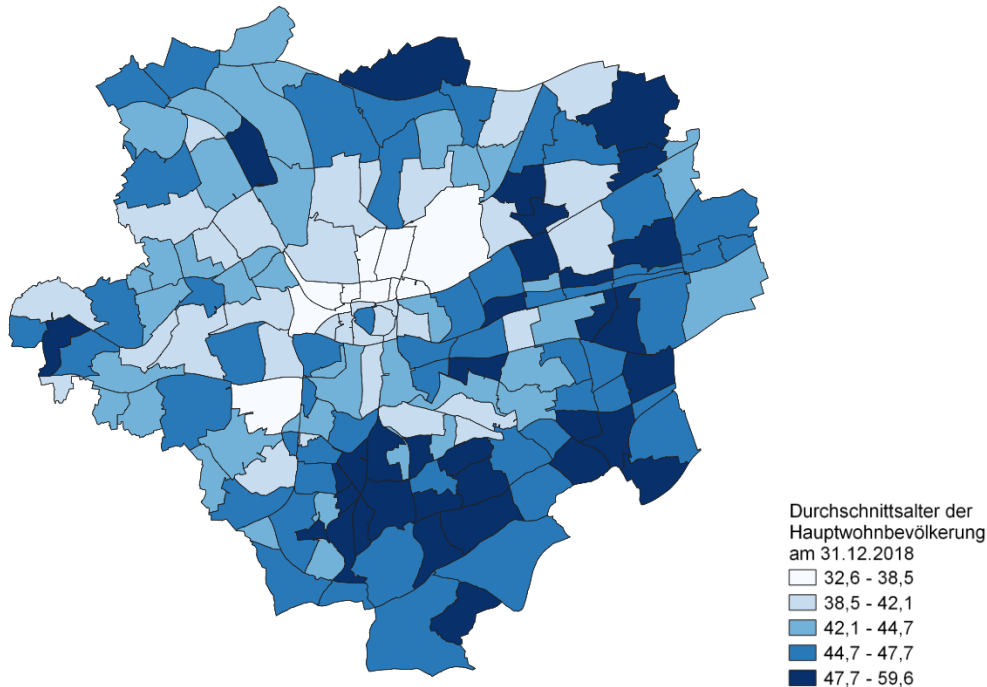 Durchschnittsalter der
Hauptwohnbevölkerung
am 31.12.2018
32,6 - 38,5
38,5 - 42,1
42,1 - 44,7
44,7 - 47,7
47,7 - 59,6